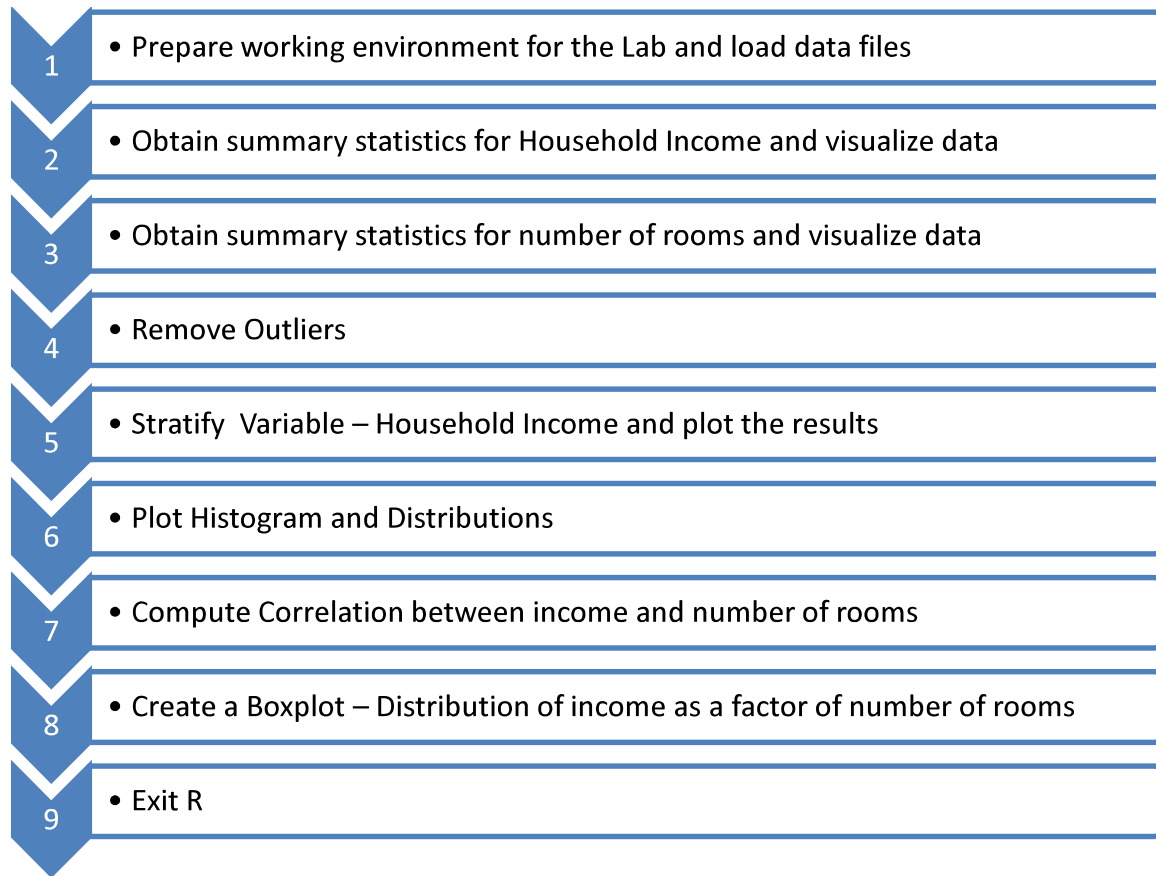 1
• Prepare working environment for the Lab and load data files
2
• Obtain summary statistics for Household Income and visualize data
3
• Obtain summary statistics for number of rooms and visualize data
4
• Remove Outliers
5
• Stratify  Variable – Household Income and plot the results
6
• Plot Histogram and Distributions
7
• Compute Correlation between income and number of rooms
8
• Create a Boxplot – Distribution of income as a factor of number of rooms
9
• Exit R